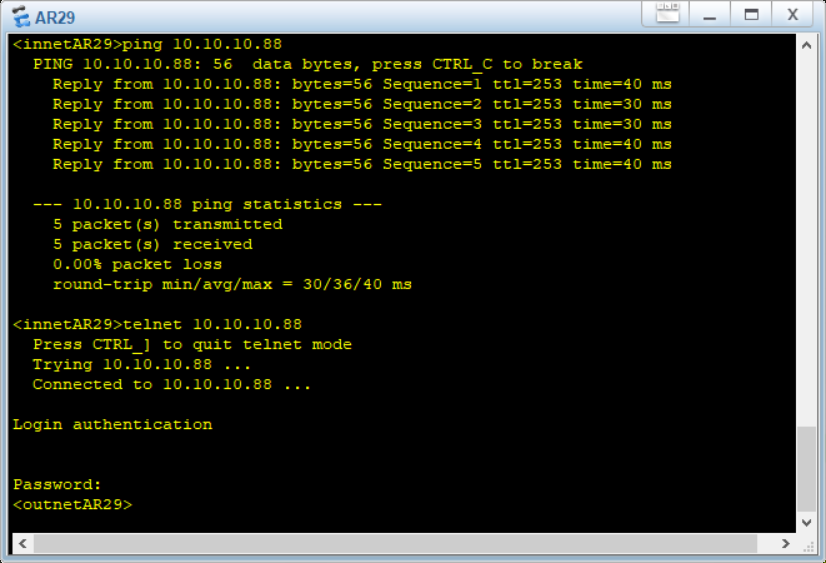 AR29
<innetAR29>ping 10.10.10.88
PING 10.10.10.88: 56  data bytes, press CTRL_C to break
Reply from 10.10.10.88: bytes=56 Sequence=1 ttl=253 time=40 ms
Reply from 10.10.10.88: bytes=56 Sequence=2 ttl=253 time=30 ms
Reply from 10.10.10.88: bytes=56 Sequence=3 ttl=253 time=30 ms
Reply from 10.10.10.88: bytes=56 Sequence=4 ttl=253 time=40 ms
Reply from 10.10.10.88: bytes=56 Sequence=5 ttl=253 time=40 ms
--- 10.10.10.88 ping statistics ---
5 packet(s) transmitted
5 packet(s) received
0.00% packet loss
round-trip min/avg/max = 30/36/40 ms
<innetAR29>telnet 10.10.10.88
Press CTRL_] to quit telnet mode
Trying 10.10.10.88 ...
Connected to 10.10.10.88 ...
Login authentication
Password:
<outnetAR29>